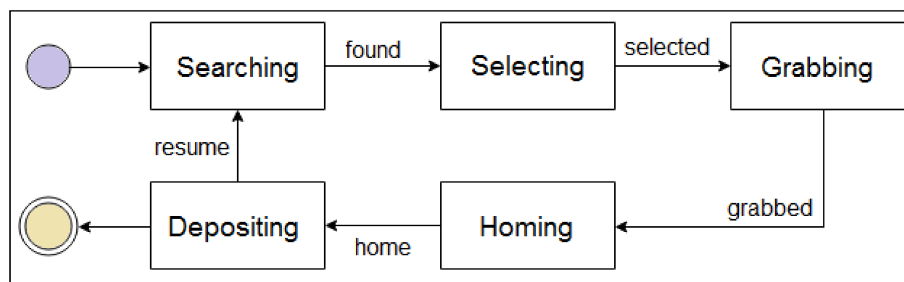 Searching
found
Selecting
selected
Grabbing
resume
grabbed
Depositing
home
Homing